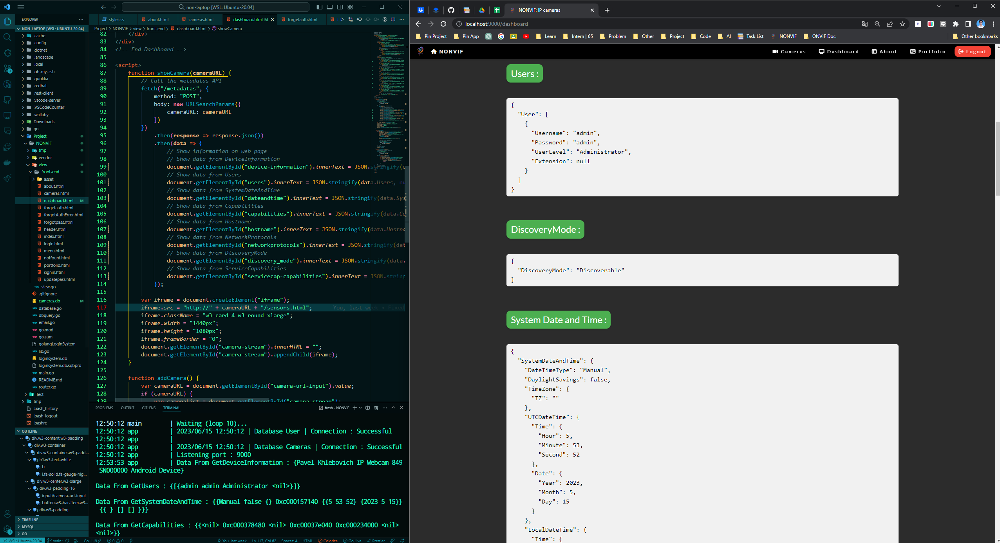 non-laptop [WSL: Ubuntu-20.04]
EXPLORER
NON-LAPTOP [WSL: UBUNTU-20.04]
.cache
.config
.dotnet
.landscape
.local
.oh-my-zsh
.quokka
.redhat
.rest-client
.vscode-server
.VSCodeCounter
.wallaby
Downloads
go
Project
NONVIF
tmp
vendor
view
front-end
asset
about.html
cameras.html
dashboard.html M
forgetauth.html
forgotAuthError.html
forgotpass.html
header.html
index.html
login.html
menu.html
notfount.html
portfolio.html
signin.html
updatepass.html
view.go
.gitignore
cameras.db M
database.go
dbquery.go
email.go
go.mod
go.sum
golangLoginSystem
lib.go
loginsystem.db
loginsystem.db.sqbpro
main.go
README.md
router.go
Test
tmp
.bash_history
.bash_logout
.bashrc
OUTLINE
div.w3-content.w3-padding
div.w3-container
div.w3-container.w3-padd...
h1.w3-text-white
b
i.fa-solid.fa-gauge-hig...
div.w3-center.w3-xlarge
div.w3-padding-16
input#camera-url-input
button.w3-bar-item.w3...
div.w3-padding
TIMELINE
MYSQL
GO
style.css about.html cameras.html dashboard.html M forgetauth.html
Project > NONVIF > view > front-end > dashboard.html > showCamera
82 </div>
83 </div>
84 <!-- End Dashboard -->
85
86 <script>
87 function showCamera(cameraURL) {
88 // Call the metadatas API
89 fetch("/metadatas", {
90 method: "POST",
91 body: new URLSearchParams({
92 cameraURL: cameraURL
93 })
94 })
95 .then(response => response.json())
96 .then(data => {
97 // Show information on web page
98 // Show data from DeviceInformation
99 document.getElementById("device-information").innerText = JSON.stringify(
100 // Show data from Users
101 document.getElementById("users").innerText = JSON.stringify(data.Users, nu
102 // Show data from SystemDateAndTime
103 document.getElementById("dateandtime").innerText = JSON.stringify(data.Sys
104 // Show data from Capabilities
105 document.getElementById("capabilities").innerText = JSON.stringify(data.Co
106 // Show data from Hostname
107 document.getElementById("hostname").innerText = JSON.stringify(data.Hostna
108 // Show data from NetworkProtocols
109 document.getElementById("networkprotocols").innerText = JSON.stringify(dat
110 // Show data from DiscoveryMode
111 document.getElementById("discovery_mode").innerText = JSON.stringify(data.
112 // Show data from ServiceCapabilities
113 document.getElementById("servicecap-capabilities").innerText = JSON.string
114 });
115
116 var iframe = document.createElement("iframe");
117 iframe.src = "http://" + cameraURL + "/sensors.html"; You, last week • Fixed
118 iframe.className = "w3-card-4 w3-round-xlarge";
119 iframe.width = "1440px";
120 iframe.height = "1080px";
121 iframe.frameBorder = "0";
122 document.getElementById("camera-stream").innerHTML = "";
123 document.getElementById("camera-stream").appendChild(iframe);
124 }
125
126 function addCamera() {
127 var cameraURL = document.getElementById("camera-url-input").value;
128 if (cameraURL) {
129 var cameraList = document.getElementById("camera-stream");
PROBLEMS OUTPUT GITLENS TERMINAL fresh - NONVIF
12:50:12 main | Waiting (loop 10)...
12:50:12 app | 2023/06/15 12:50:12 | Database User | Connection : Successful
12:50:12 app |
12:50:12 app | 2023/06/15 12:50:12 | Database Cameras | Connection : Successful
12:50:12 app | Listening port : 9000
12:53:53 app | Data From GetDeviceInformation : {Pavel Khlebovich IP Webcam 849
SN000000 Android Device}
Data From GetUsers : {[{admin admin Administrator <nil>}]}
Data From GetSystemDateAndTime : {{Manual false {} 0xc000157140 {{5 53 52} {2023 5 15}}
{{ } [] [] }}}
Data From GetCapabilities : {{<nil> 0xc000378480 <nil> 0xc00037e040 0xc000234000 <nil>
<nil>}}
WSL: Ubuntu-20.04 main* Go 1.19 0 0 You, last week Ln 117, Col 62 Spaces: 4 HTML Colorize Go Live Prettier
NONVIF: IP cameras
localhost:9000/dashboard
Pin Project Pin App Learn Intern | 65 Problem Other Project Code AI Task List NONVIF ONVIF Doc. Other bookmarks
NONVIF Cameras Dashboard About Portfolio Logout
Users :
{
"User": [
{
"Username": "admin",
"Password": "admin",
"UserLevel": "Administrator",
"Extension": null
}
]
}
DiscoveryMode :
{
"DiscoveryMode": "Discoverable"
}
System Date and Time :
{
"SystemDateAndTime": {
"DateTimeType": "Manual",
"DaylightSavings": false,
"TimeZone": {
"TZ": ""
},
"UTCDateTime": {
"Time": {
"Hour": 5,
"Minute": 53,
"Second": 52
},
"Date": {
"Year": 2023,
"Month": 5,
"Day": 15
}
},
"LocalDateTime": {
"Time": {